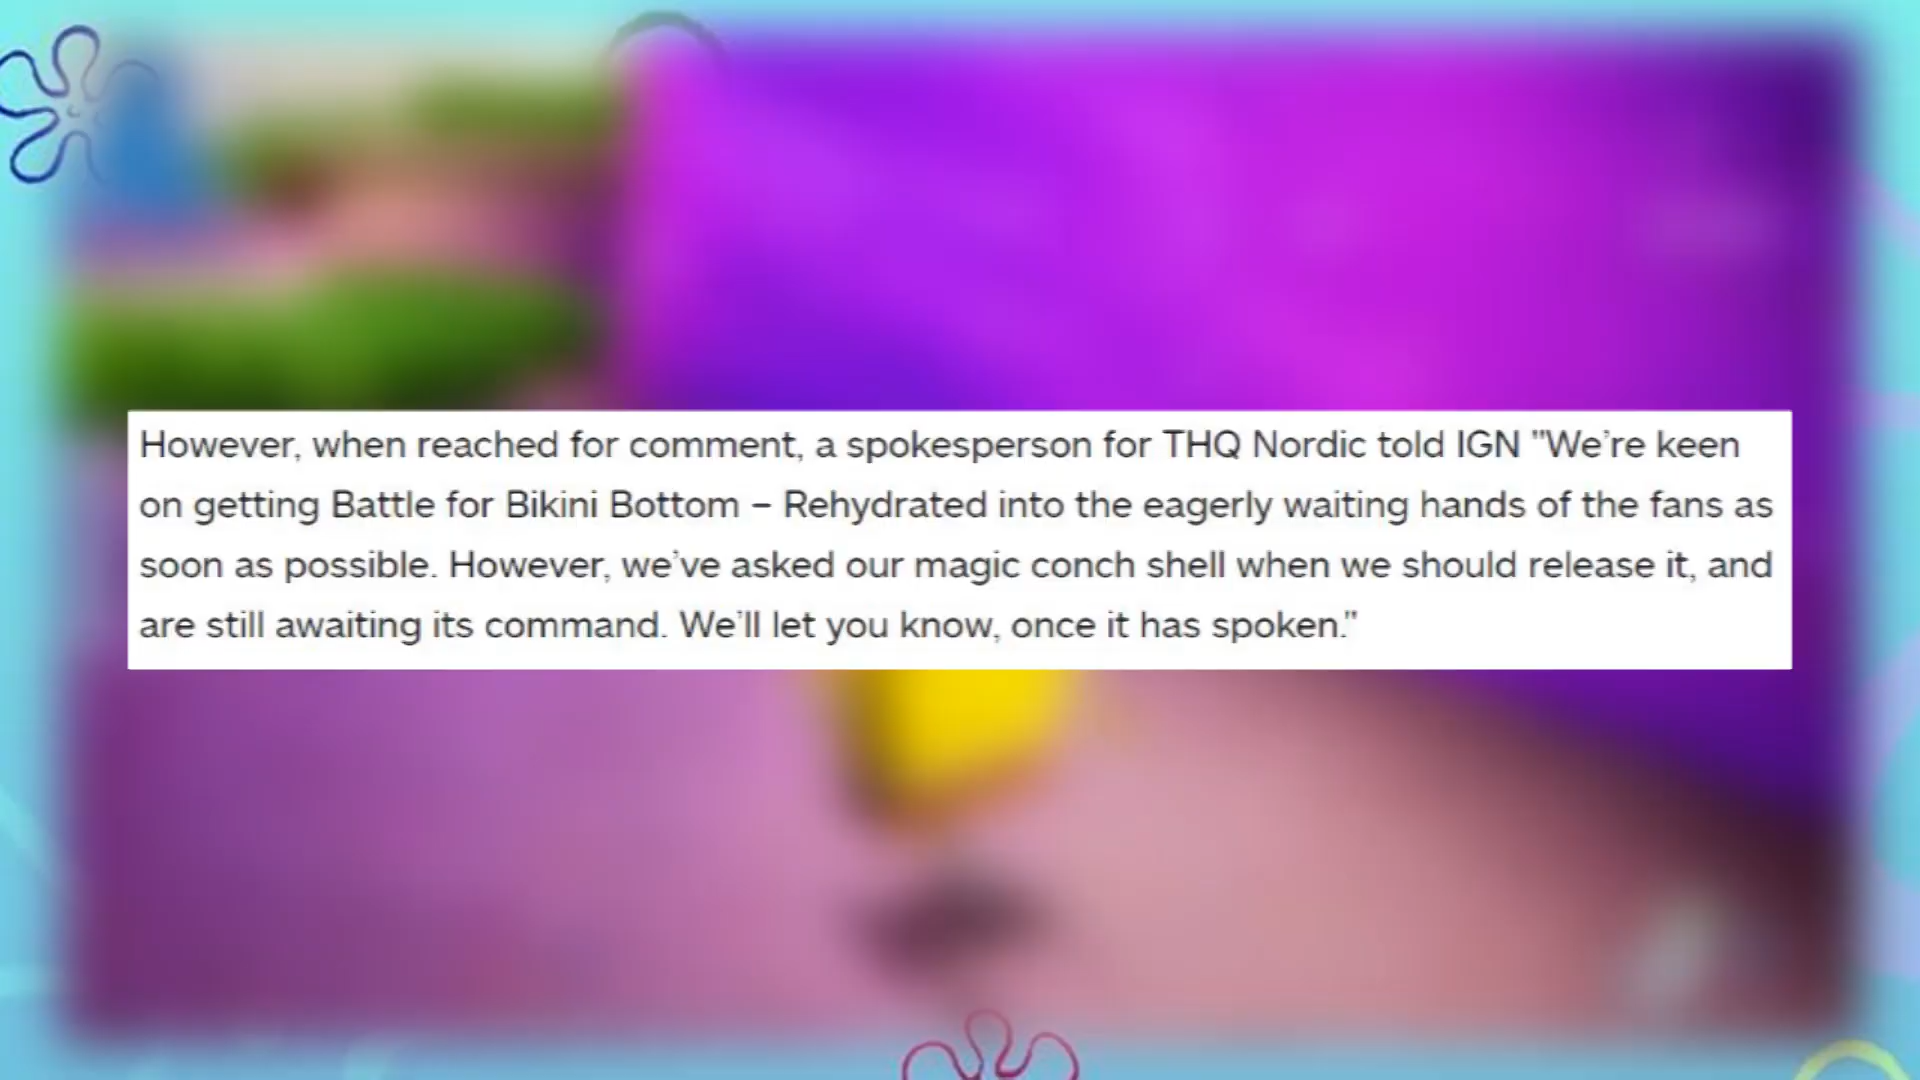 However, when reached for comment, a spokesperson for THQ Nordic told IGN "We’re keen
on getting Battle for Bikini Bottom – Rehydrated into the eagerly waiting hands of the fans as
soon as possible. However, we’ve asked our magic conch shell when we should release it, and
are still awaiting its command. We’ll let you know, once it has spoken."